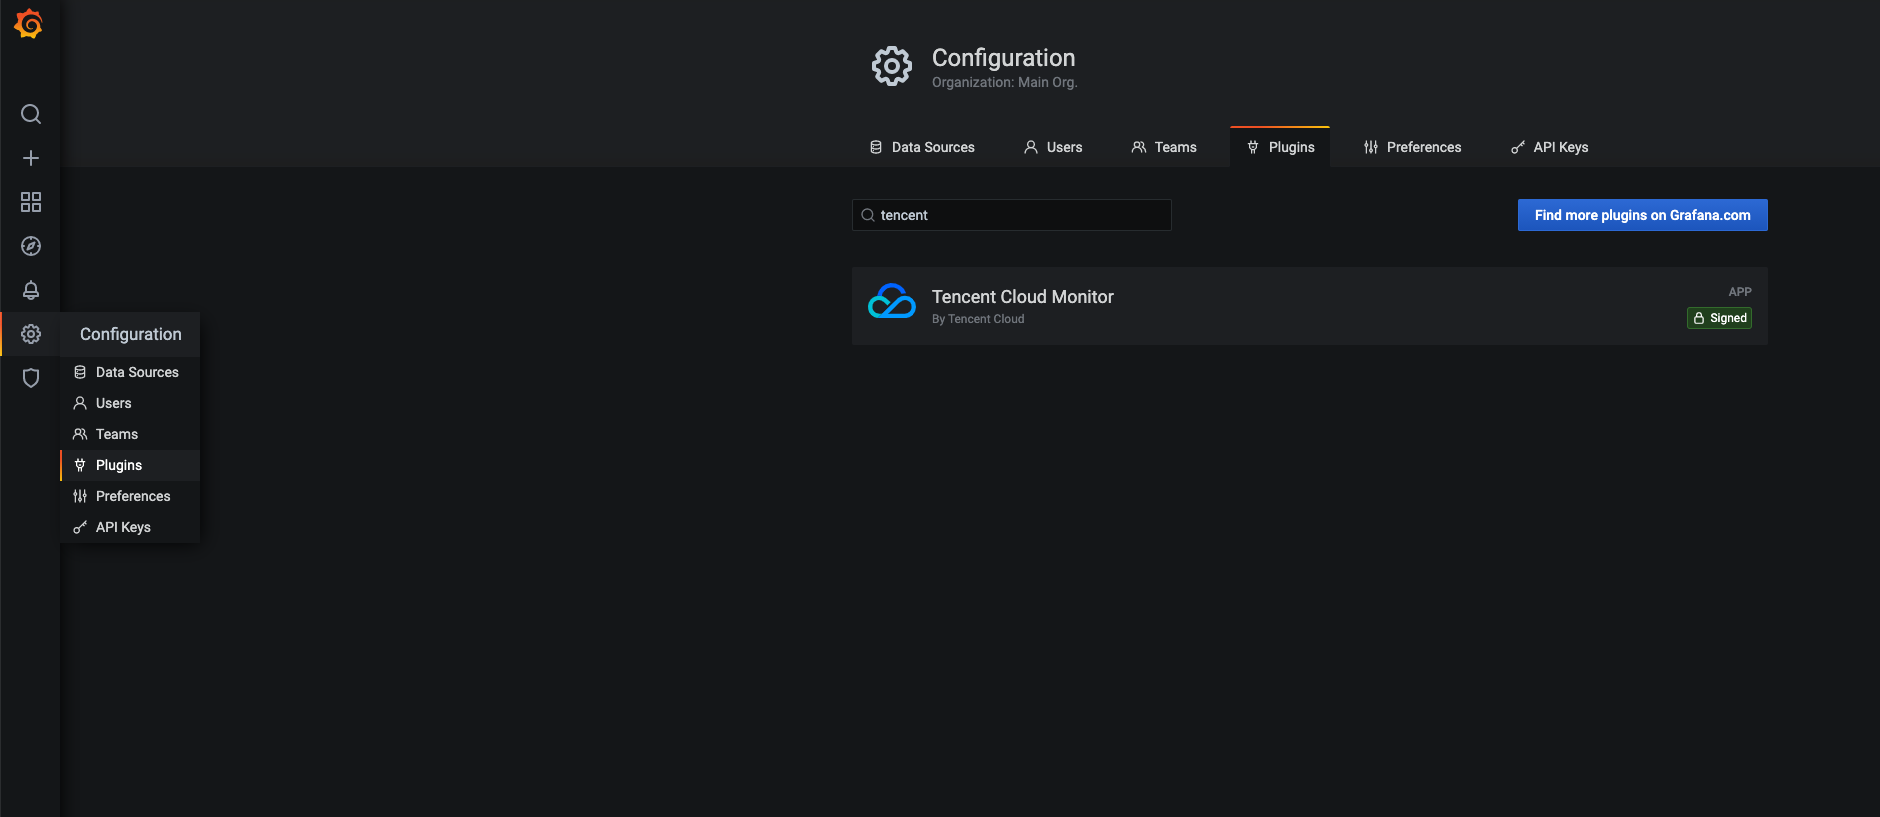 Configuration
Organization: Main Org.
Data Sources
Users
Teams
Plugins
Preferences
API Keys
tencent
Find more plugins on Grafana.com
Tencent Cloud Monitor
By Tencent Cloud
APP
Signed
Configuration
Data Sources
Users
Teams
Plugins
Preferences
API Keys